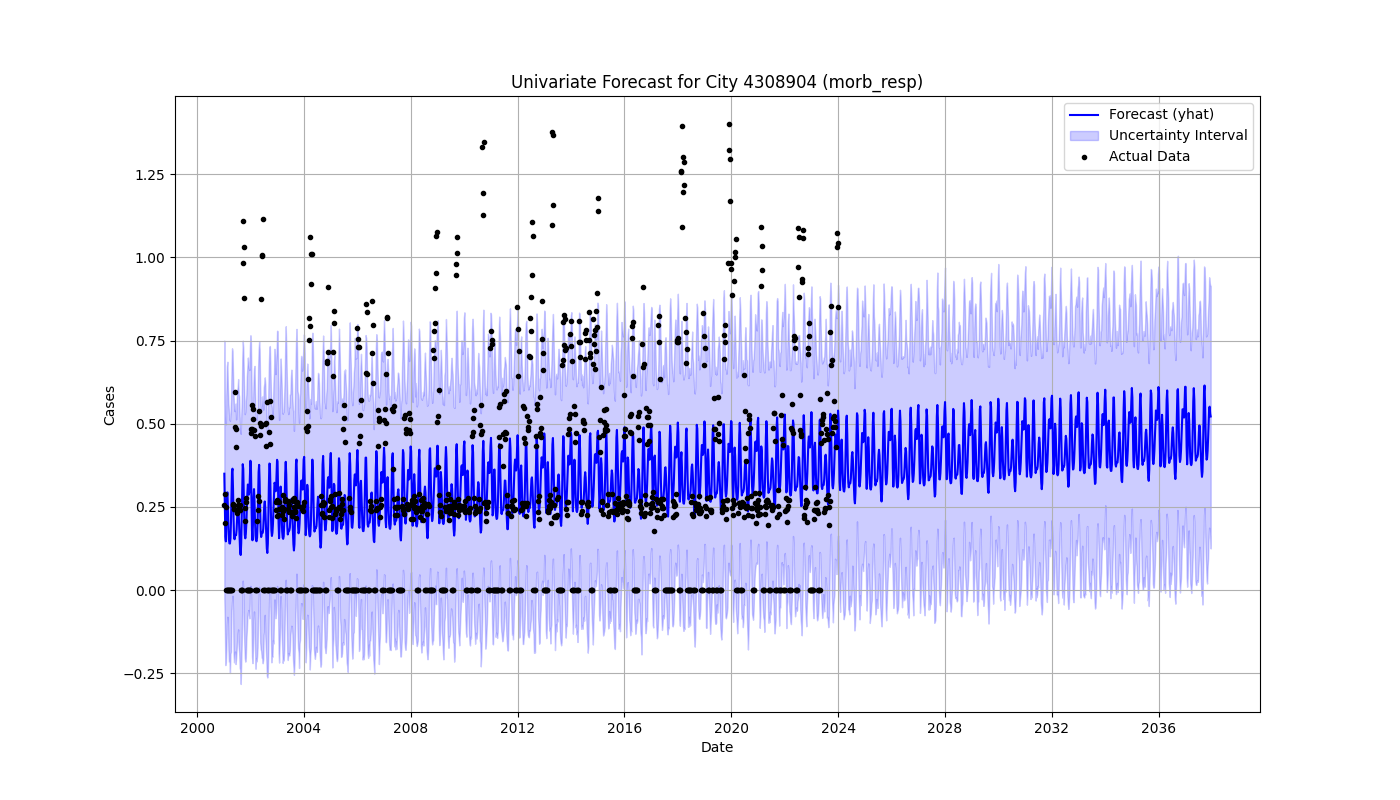 Univariate Forecast for City 4308904 (morb_resp)
Forecast (yhat)
Uncertainty Interval
Actual Data
Cases
1.25
1.00
0.75
0.50
0.25
0.00
−0.25
2000 2004 2008 2012 2016 2020 2024 2028 2032 2036
Date